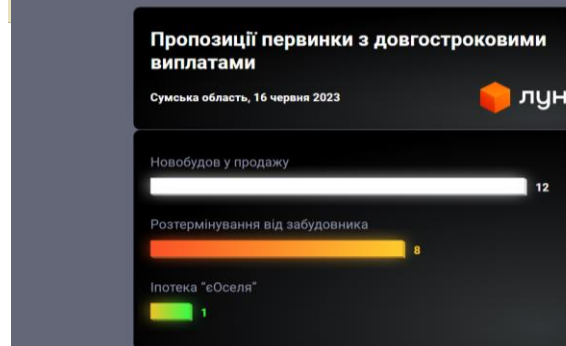 Пропозиції первинки з довгостроковими
виплатами
Сумська область, 16 червня 2023
лун
Новобудов у продажу
12
Розтермінування від забудовника
8
Іпотека "єОселя"
1